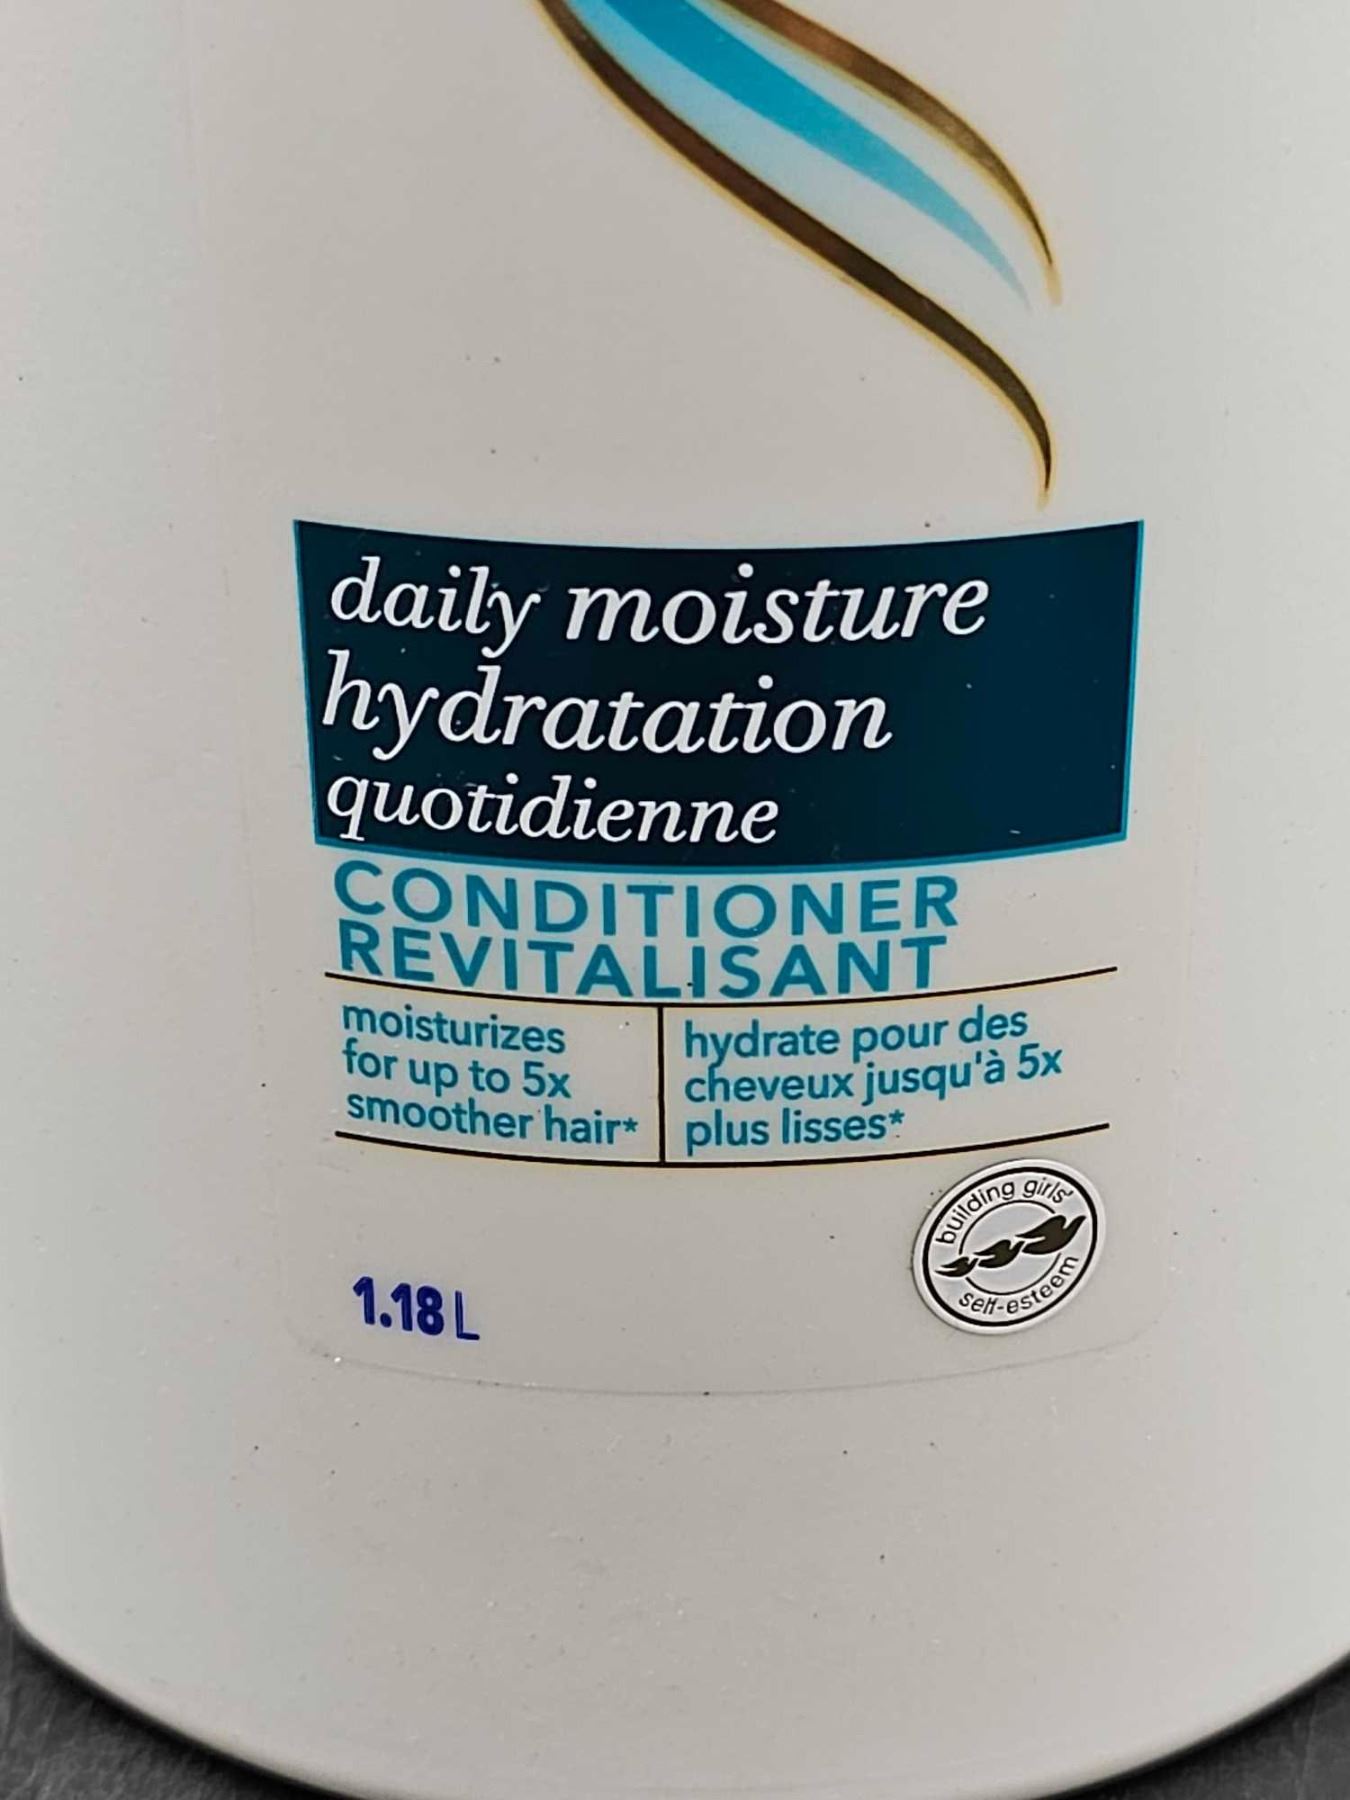 daily moisture
hydratation
quotidienne
CONDITIONER
REVITALISANT
moisturizes
for up to 5x
smoother hair*
hydrate pour des
cheveux jusqu'à 5x
plus lisses*
building girls'
self-esteem
1.18 L